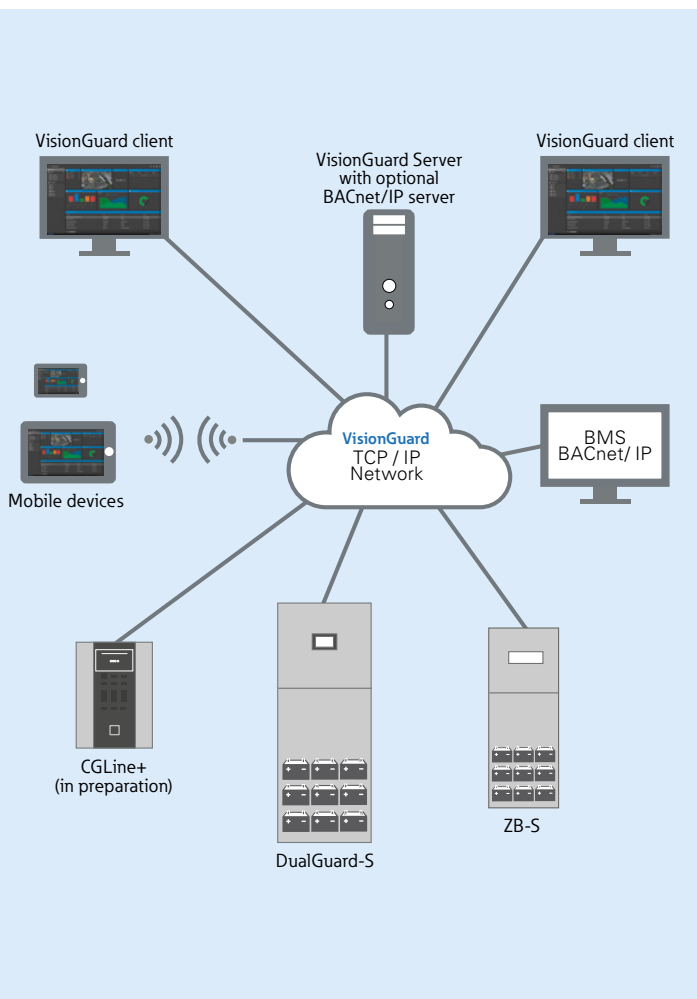 VisionGuard client
VisionGuard Server
with optional
BACnet/IP server
VisionGuard client
Mobile devices
VisionGuard
TCP / IP
Network
BMS
BACnet/ IP
CGLine+
(in preparation)
DualGuard-S
ZB-S